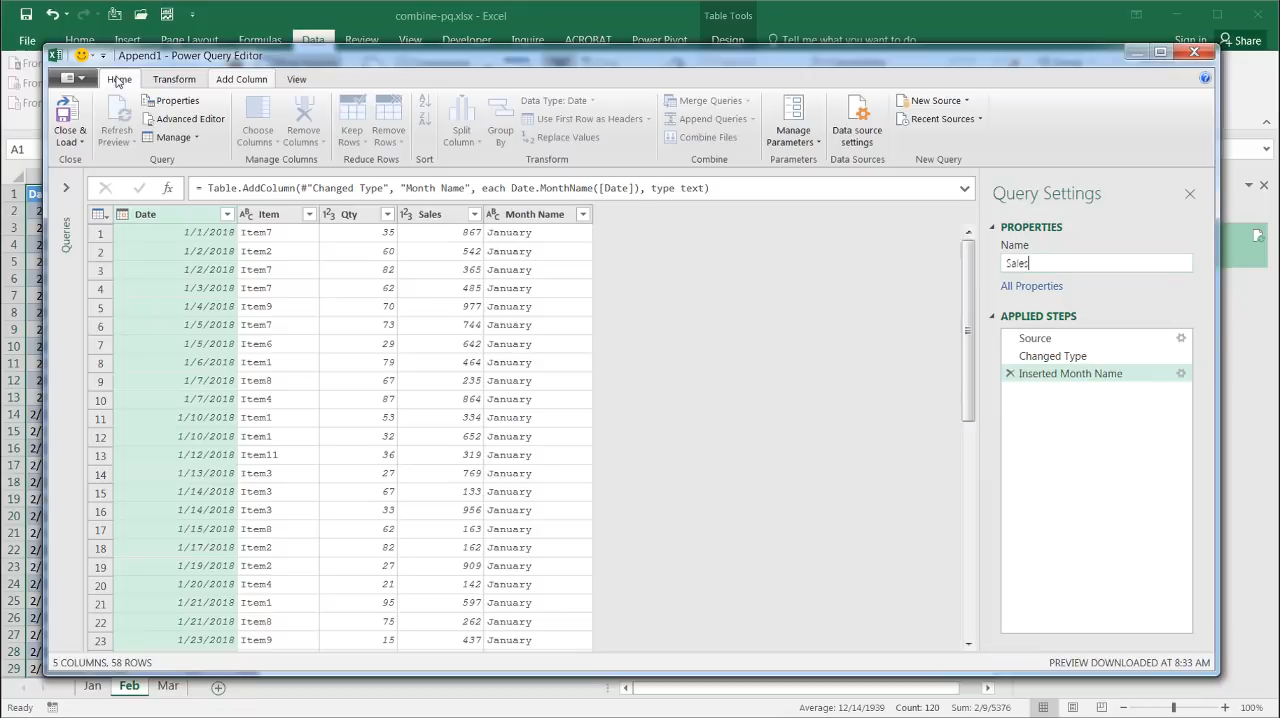 combine-pq.xlsx - Excel
Table Tools
File Home Insert Page Layout Formulas Data Review Developer Inquire ACROBAT Power Pivot Design Tell me what you want to do Sign in Share
Append1 - Power Query Editor
Home Transform Add Column View
Close & Load
Refresh Preview
Properties
Advanced Editor
Manage
Choose Columns
Remove Columns
Keep Rows
Remove Rows
Split Column
Group By
Data Type: Date
Use First Row as Headers
Replace Values
Merge Queries
Append Queries
Combine Files
Manage Parameters
Data source settings
New Source
Recent Sources
Close Query Manage Columns Reduce Rows Sort Transform Combine Parameters Data Sources New Query
A1
= Table.AddColumn(#"Changed Type", "Month Name", each Date.MonthName([Date]), type text)
Queries
Date Item Qty Sales Month Name
1 1/1/2018 Item7 35 867 January
2 1/2/2018 Item2 60 542 January
3 1/2/2018 Item7 82 365 January
4 1/3/2018 Item7 62 485 January
5 1/4/2018 Item9 70 977 January
6 1/5/2018 Item7 73 744 January
7 1/5/2018 Item6 29 642 January
8 1/6/2018 Item1 79 464 January
9 1/7/2018 Item8 67 235 January
10 1/7/2018 Item4 87 864 January
11 1/10/2018 Item1 53 334 January
12 1/10/2018 Item1 32 652 January
13 1/12/2018 Item11 36 319 January
14 1/13/2018 Item3 27 769 January
15 1/14/2018 Item3 67 133 January
16 1/14/2018 Item3 33 956 January
17 1/15/2018 Item8 62 163 January
18 1/17/2018 Item2 82 162 January
19 1/19/2018 Item2 27 909 January
20 1/20/2018 Item4 21 142 January
21 1/21/2018 Item1 95 597 January
22 1/21/2018 Item8 75 262 January
23 1/23/2018 Item9 15 437 January
Query Settings
PROPERTIES
Name
Sales
All Properties
APPLIED STEPS
Source
Changed Type
Inserted Month Name
5 COLUMNS, 58 ROWS
PREVIEW DOWNLOADED AT 8:33 AM
Jan Feb Mar
Ready
Average: 12/14/1939 Count: 120 Sum: 2/9/5376
100%